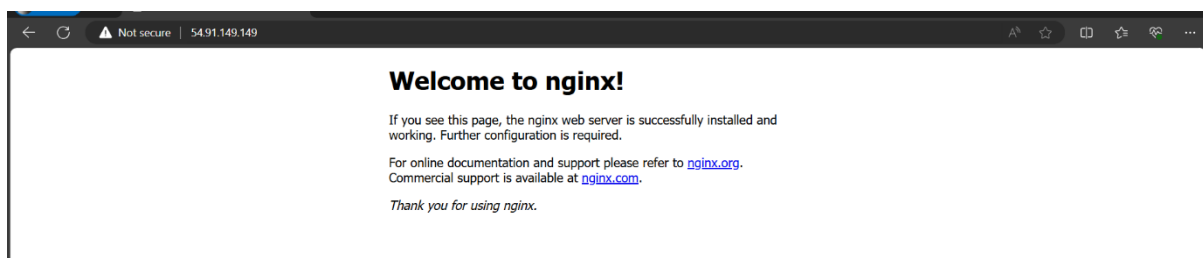 Not secure | 54.91.149.149
Welcome to nginx!
If you see this page, the nginx web server is successfully installed and
working. Further configuration is required.
For online documentation and support please refer to nginx.org.
Commercial support is available at nginx.com.
Thank you for using nginx.